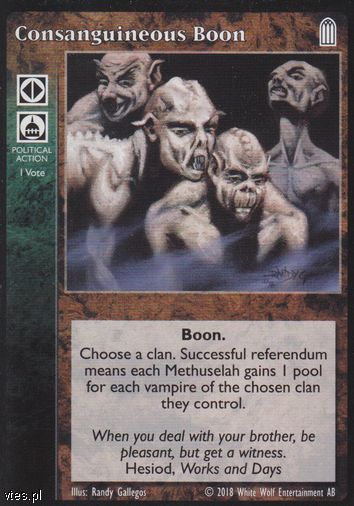 Consanguineous Boon
POLITICAL
ACTION
1 Vote
Boon.
Choose a clan. Successful referendum
means each Methuselah gains 1 pool
for each vampire of the chosen clan
they control.
When you deal with your brother, be
pleasant, but get a witness.
Hesiod, Works and Days
vtes.pl
Illus: Randy Gallegos
© 2018 White Wolf Entertainment AB